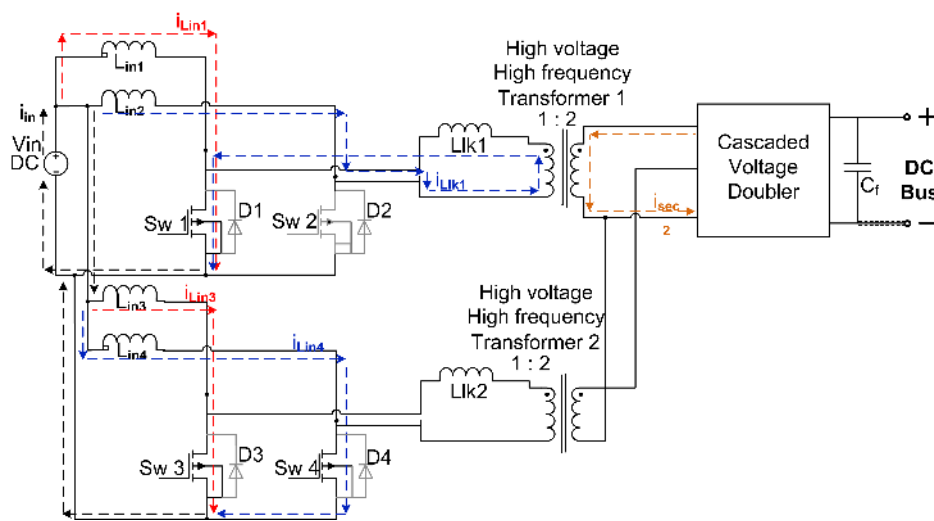 iLin1
Lin1
iin
Lin2
Vin
DC
High voltage
High frequency
Transformer 1
1 : 2
Llk1
iLlk1
isec
2
Cascaded
Voltage
Doubler
Cf
+
DC
Bus
−
Sw 1
D1
Sw 2
D2
iLin3
Lin3
iLin4
Lin4
High voltage
High frequency
Transformer 2
1 : 2
Llk2
Sw 3
D3
Sw 4
D4